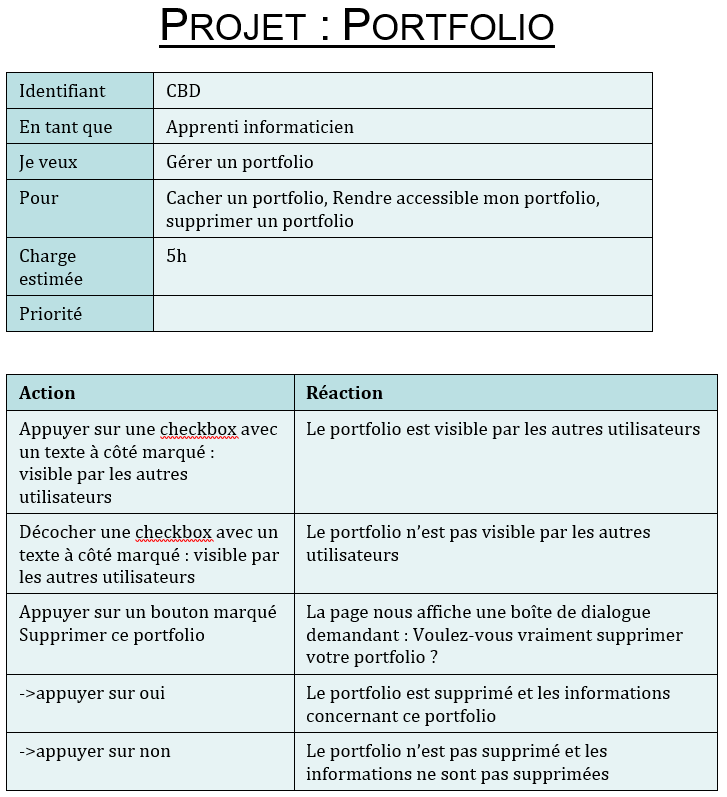 PROJET : PORTFOLIO
Identifiant CBD
En tant que Apprenti informaticien
Je veux Gérer un portfolio
Pour Cacher un portfolio, Rendre accessible mon portfolio,
supprimer un portfolio
Charge
estimée 5h
Priorité
Action Réaction
Appuyer sur une checkbox avec
un texte à côté marqué :
visible par les autres
utilisateurs
Le portfolio est visible par les autres utilisateurs
Décocher une checkbox avec un
texte à côté marqué : visible par
les autres utilisateurs
Le portfolio n’est pas visible par les autres
utilisateurs
Appuyer sur un bouton marqué
Supprimer ce portfolio
La page nous affiche une boîte de dialogue
demandant : Voulez-vous vraiment supprimer
votre portfolio ?
->appuyer sur oui
Le portfolio est supprimé et les informations
concernant ce portfolio
->appuyer sur non
Le portfolio n’est pas supprimé et les
informations ne sont pas supprimées